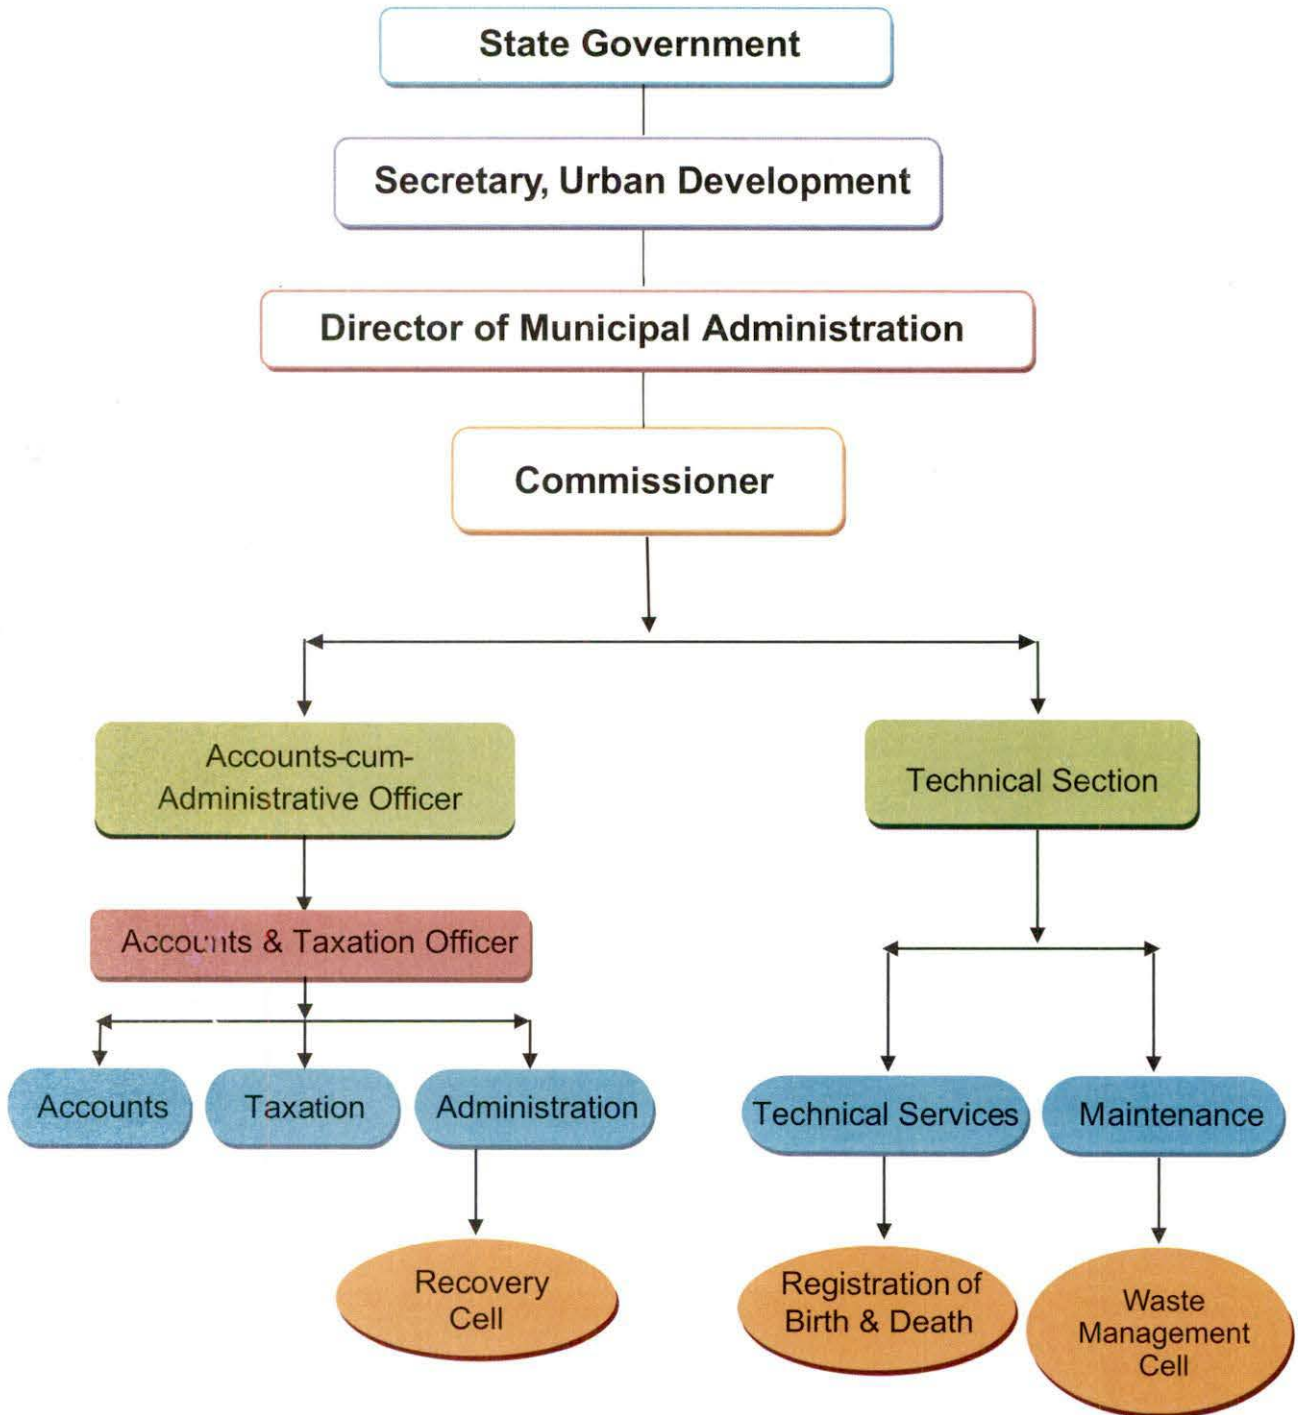 State Government
Secretary, Urban Development
Director of Municipal Administration
Commissioner
Accounts-cum-
Administrative Officer
Technical Section
Accounts & Taxation Officer
Accounts
Taxation
Administration
Technical Services
Maintenance
Recovery
Cell
Registration of
Birth & Death
Waste
Management
Cell